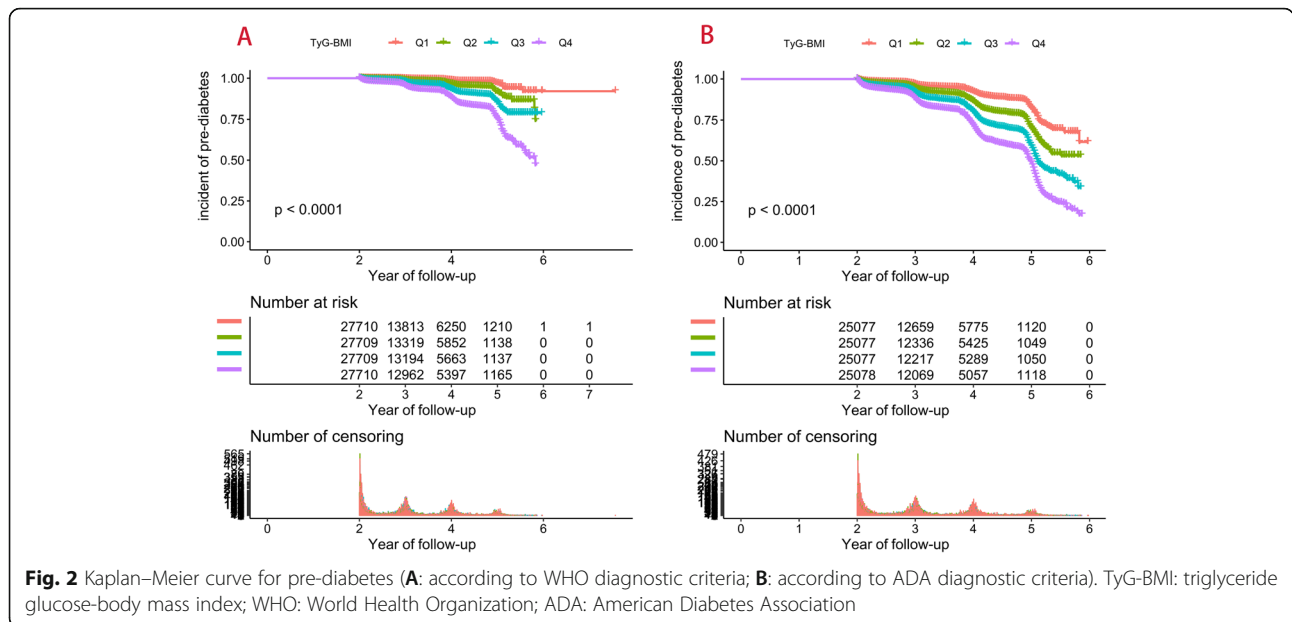 A
TyG-BMI Q1 Q2 Q3 Q4
incident of pre-diabetes
1.00
0.75
0.50
0.25
0.00
p < 0.0001
0 2 4 6
Year of follow-up
Number at risk
27710 13813 6250 1210 1 1
27709 13319 5852 1138 0 0
27709 13194 5663 1137 0 0
27710 12962 5397 1165 0 0
2 3 4 5 6 7
Year of follow-up
Number of censoring
565
462
0 2 4 6
Year of follow-up
B
TyG-BMI Q1 Q2 Q3 Q4
incidence of pre-diabetes
1.00
0.75
0.50
0.25
0.00
p < 0.0001
0 1 2 3 4 5 6
Year of follow-up
Number at risk
25077 12659 5775 1120 0
25077 12336 5425 1049 0
25077 12217 5289 1050 0
25078 12069 5057 1118 0
2 3 4 5 6
Year of follow-up
Number of censoring
479
0 1 2 3 4 5 6
Year of follow-up
Fig. 2 Kaplan–Meier curve for pre-diabetes (A: according to WHO diagnostic criteria; B: according to ADA diagnostic criteria). TyG-BMI: triglyceride
glucose-body mass index; WHO: World Health Organization; ADA: American Diabetes Association